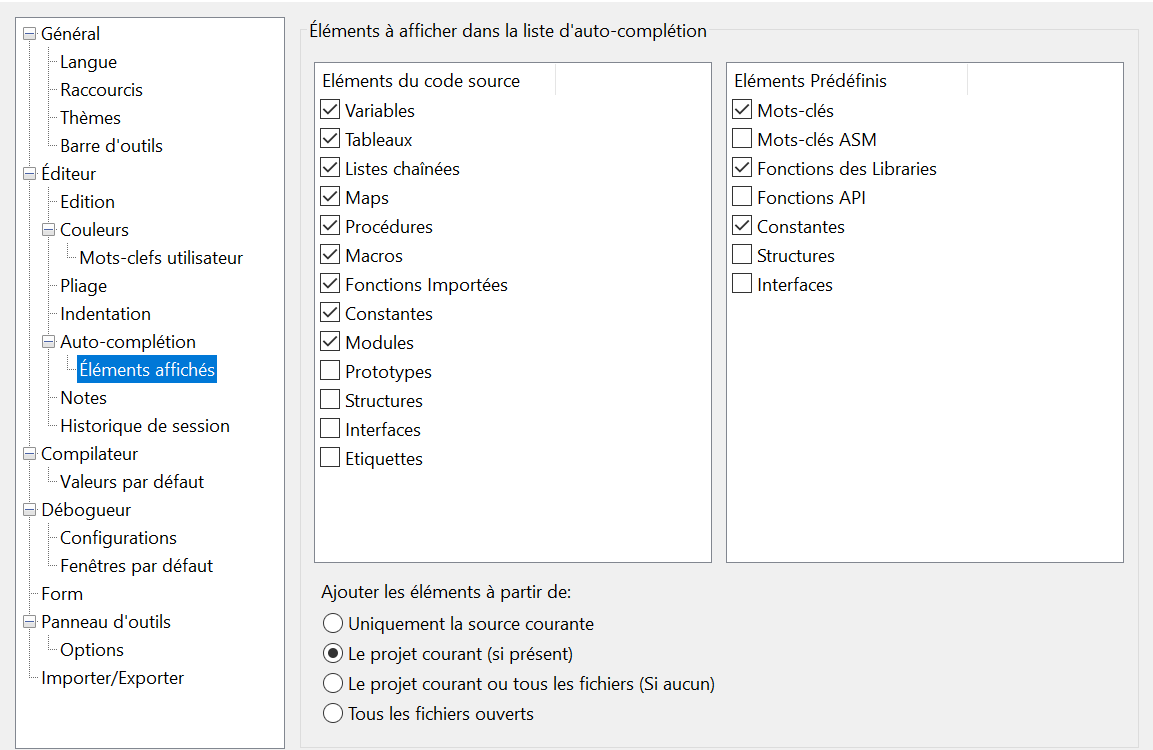 Général
Langue
Raccourcis
Thèmes
Barre d'outils
Éditeur
Edition
Couleurs
Mots-clefs utilisateur
Pliage
Indentation
Auto-complétion
Éléments affichés
Notes
Historique de session
Compilateur
Valeurs par défaut
Débogueur
Configurations
Fenêtres par défaut
Form
Panneau d'outils
Options
Importer/Exporter
Éléments à afficher dans la liste d'auto-complétion
Eléments du code source
Variables
Tableaux
Listes chaînées
Maps
Procédures
Macros
Fonctions Importées
Constantes
Modules
Prototypes
Structures
Interfaces
Etiquettes
Eléments Prédéfinis
Mots-clés
Mots-clés ASM
Fonctions des Libraries
Fonctions API
Constantes
Structures
Interfaces
Ajouter les éléments à partir de:
Uniquement la source courante
Le projet courant (si présent)
Le projet courant ou tous les fichiers (Si aucun)
Tous les fichiers ouverts